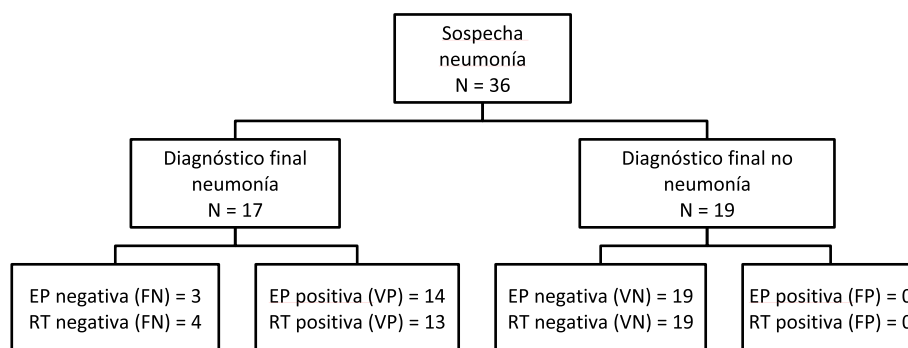 Sospecha
neumonía
N = 36
Diagnóstico final
neumonía
N = 17
Diagnóstico final no
neumonía
N = 19
EP negativa (FN) = 3
RT negativa (FN) = 4
EP positiva (VP) = 14
RT positiva (VP) = 13
EP negativa (VN) = 19
RT negativa (VN) = 19
EP positiva (FP) = 0
RT positiva (FP) = 0